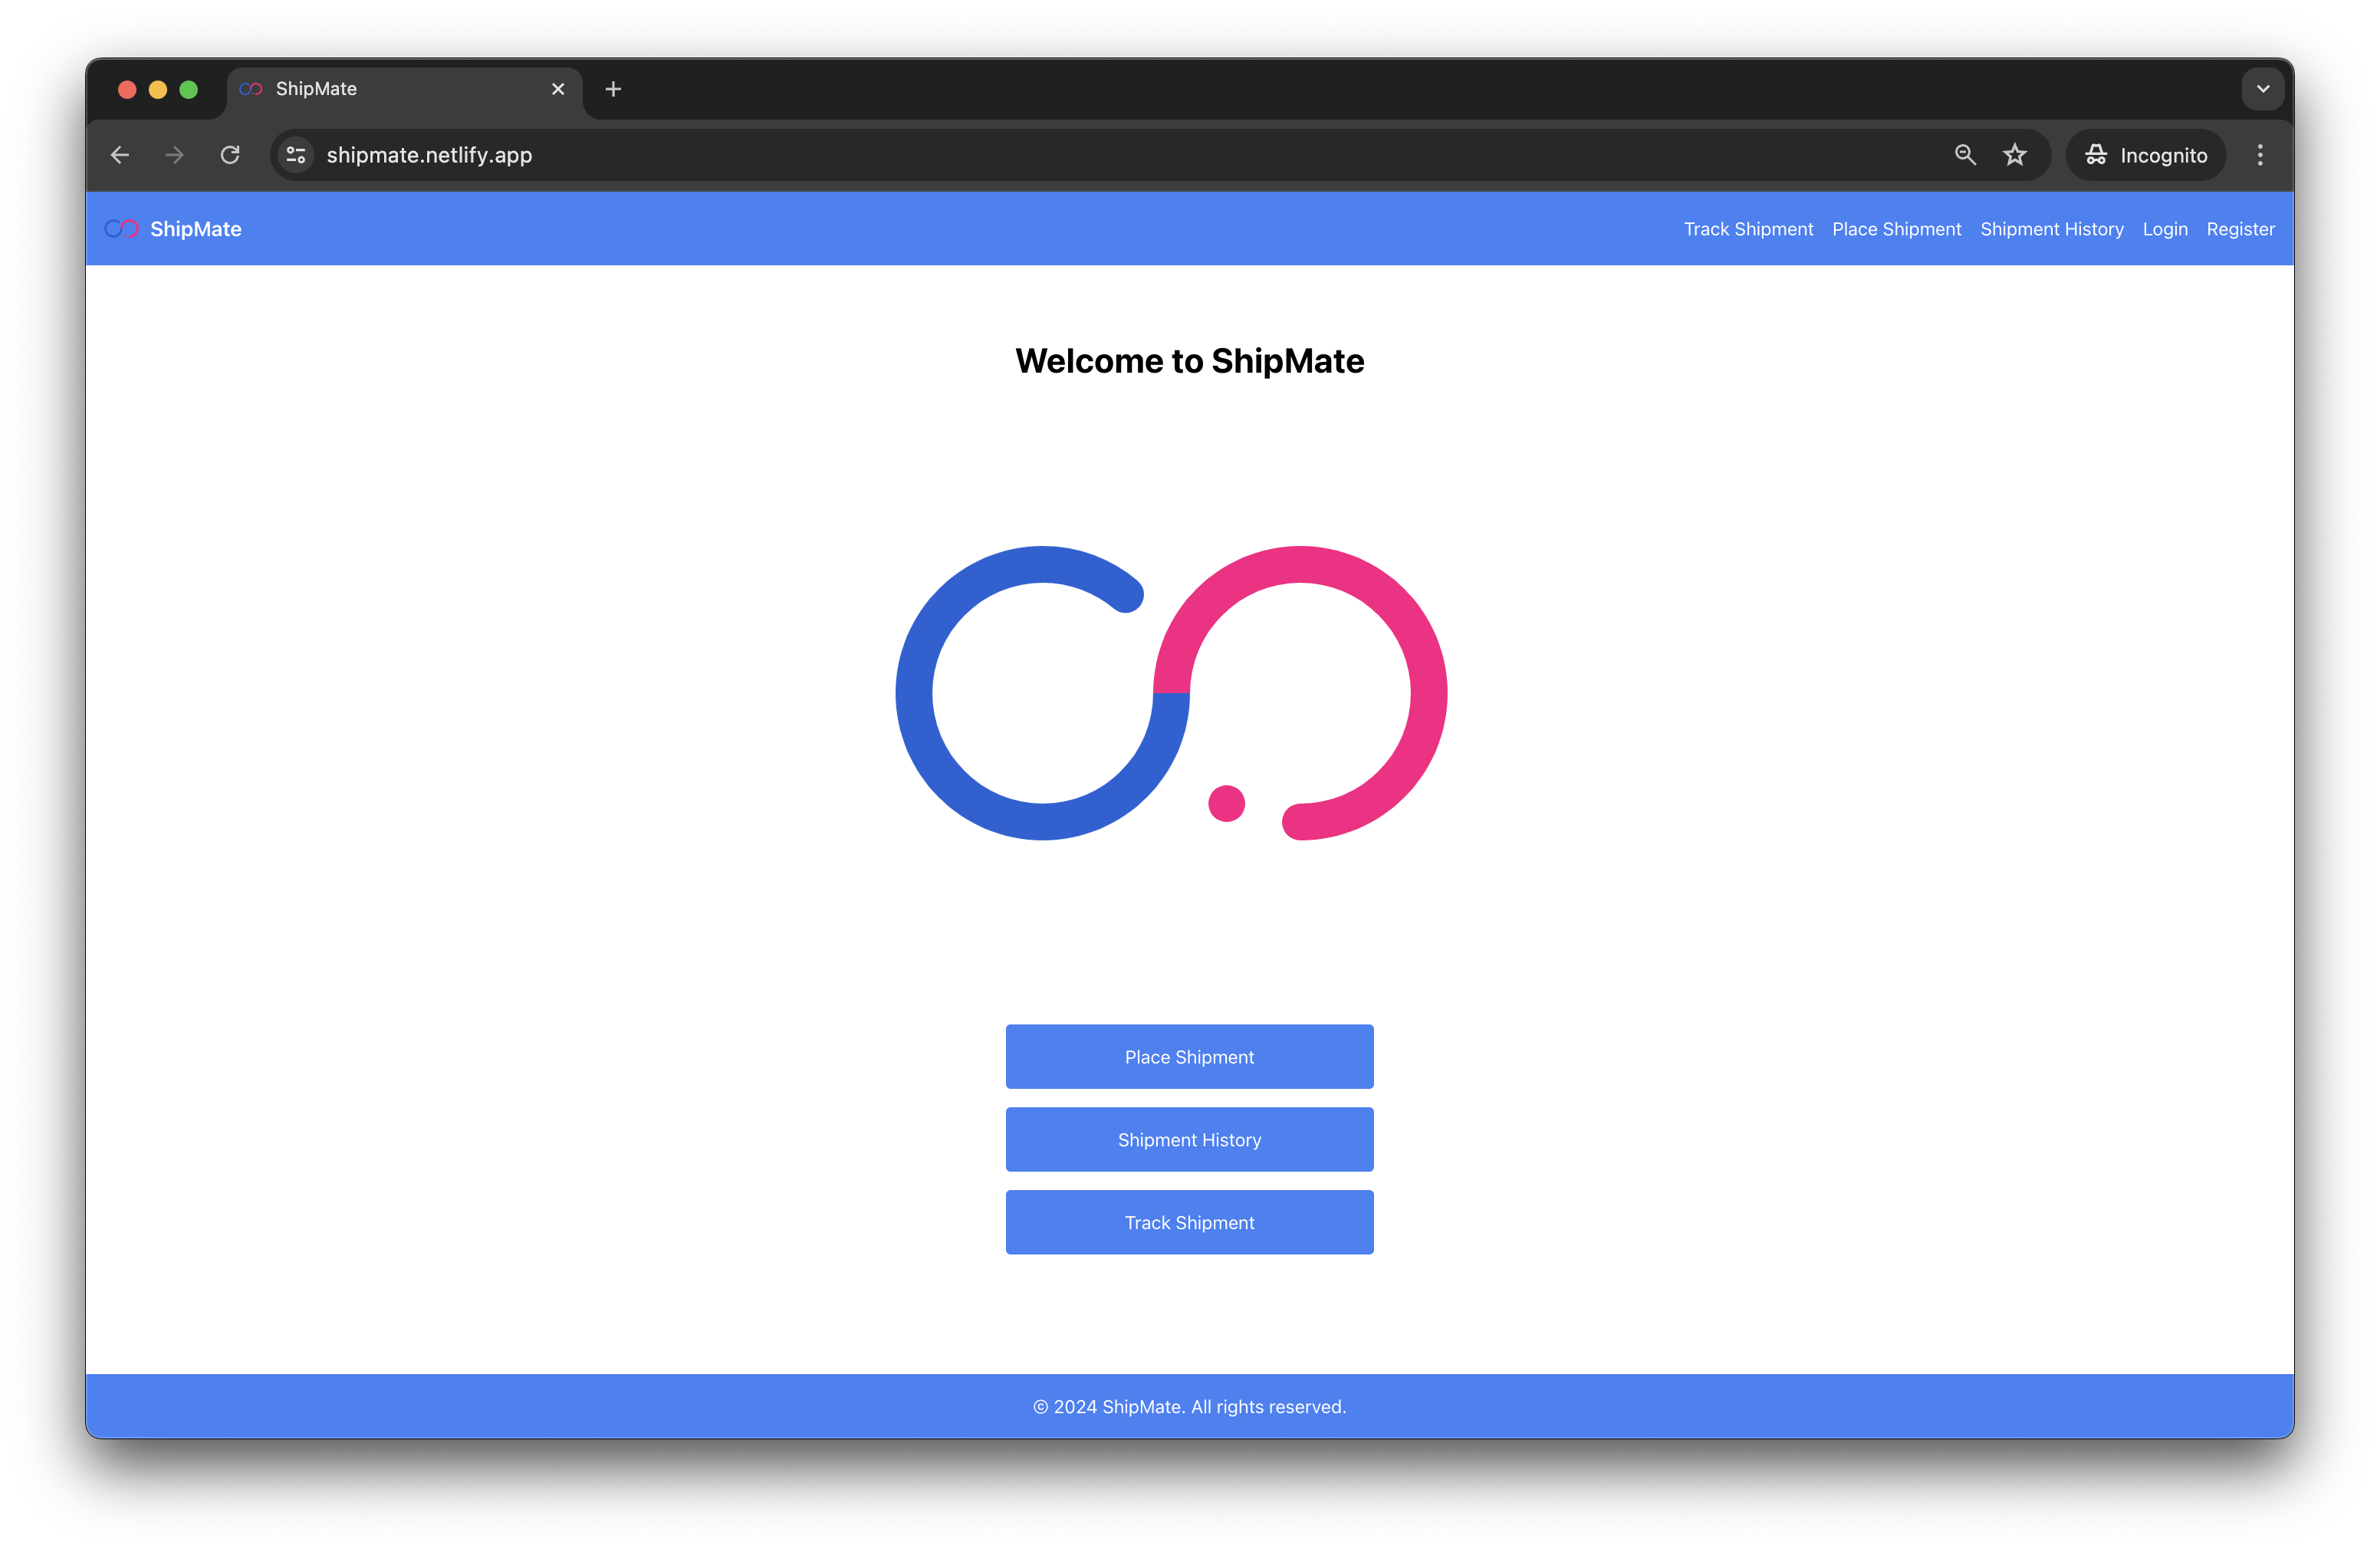 ShipMate
shipmate.netlify.app
Incognito
ShipMate
Track Shipment Place Shipment Shipment History Login Register
Welcome to ShipMate
Place Shipment
Shipment History
Track Shipment
© 2024 ShipMate. All rights reserved.